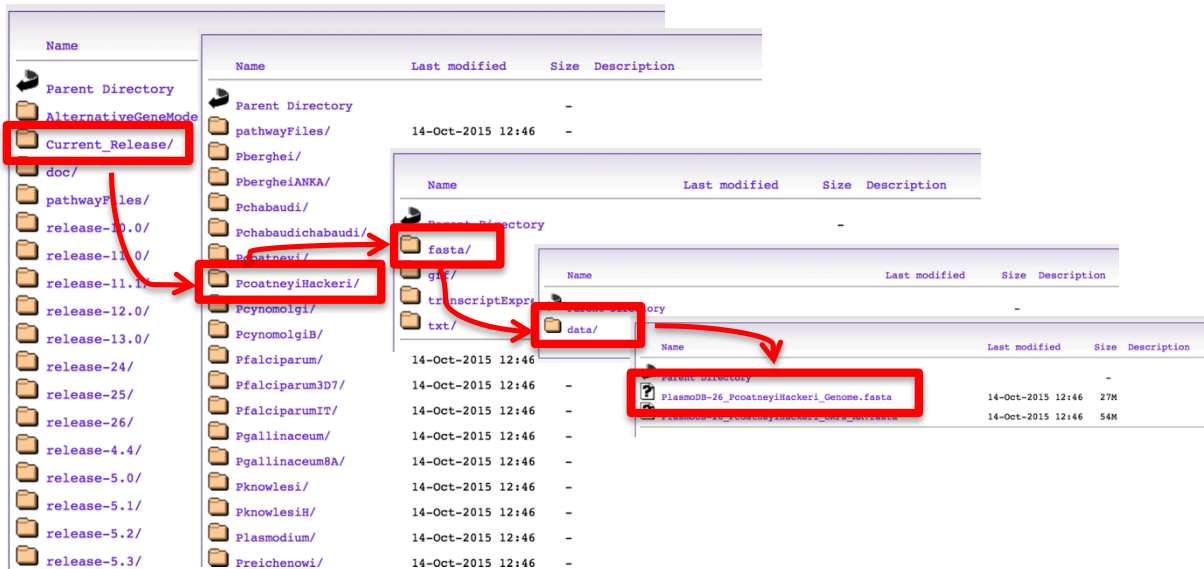 Name
Parent Directory
AlternativeGeneMode
Current_Release/
doc/
pathwayFiles/
release-10.0/
release-11.0/
release-11.1/
release-12.0/
release-13.0/
release-24/
release-25/
release-26/
release-4.4/
release-5.0/
release-5.1/
release-5.2/
release-5.3/
Name Last modified Size Description
Parent Directory -
pathwayFiles/ 14-Oct-2015 12:46 -
Pberghei/
PbergheiANKA/
Pchabaudi/
Pchabaudichabaudi/
Pcoatneyi/
PcoatneyiHackeri/
Pcynomolgi/
PcynomolgiB/
Pfalciparum/ 14-Oct-2015 12:46
Pfalciparum3D7/ 14-Oct-2015 12:46 -
PfalciparumIT/ 14-Oct-2015 12:46 -
Pgallinaceum/ 14-Oct-2015 12:46 -
Pgallinaceum8A/ 14-Oct-2015 12:46 -
Pknowlesi/ 14-Oct-2015 12:46 -
PknowlesiH/ 14-Oct-2015 12:46 -
Plasmodium/ 14-Oct-2015 12:46 -
Preichenowi/ 14-Oct-2015 12:46 -
Name Last modified Size Description
Parent Directory -
fasta/
gff/
transcriptExpre
txt/
Name Last modified Size Description
Parent Directory -
data/
Name Last modified Size Description
Parent Directory -
PlasmoDB-26_PcoatneyiHackeri_Genome.fasta 14-Oct-2015 12:46 27M
14-Oct-2015 12:46 54M